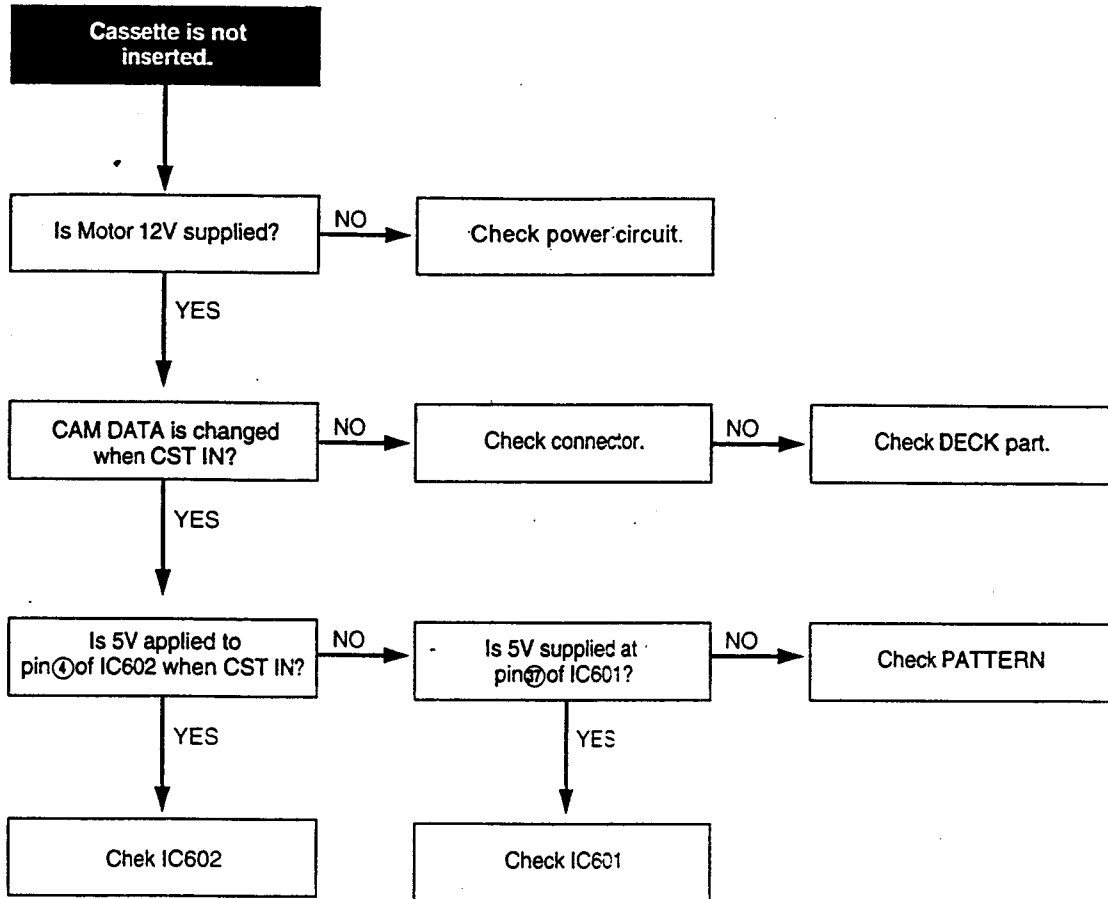 Cassette is not
inserted.
Is Motor 12V supplied?
NO
Check power circuit.
YES
CAM DATA is changed
when CST IN?
NO
Check connector.
NO
Check DECK part.
YES
Is 5V applied to
pin④of IC602 when CST IN?
NO
Is 5V supplied at
pin㊲of IC601?
NO
Check PATTERN
YES
YES
Chek IC602
Check IC601